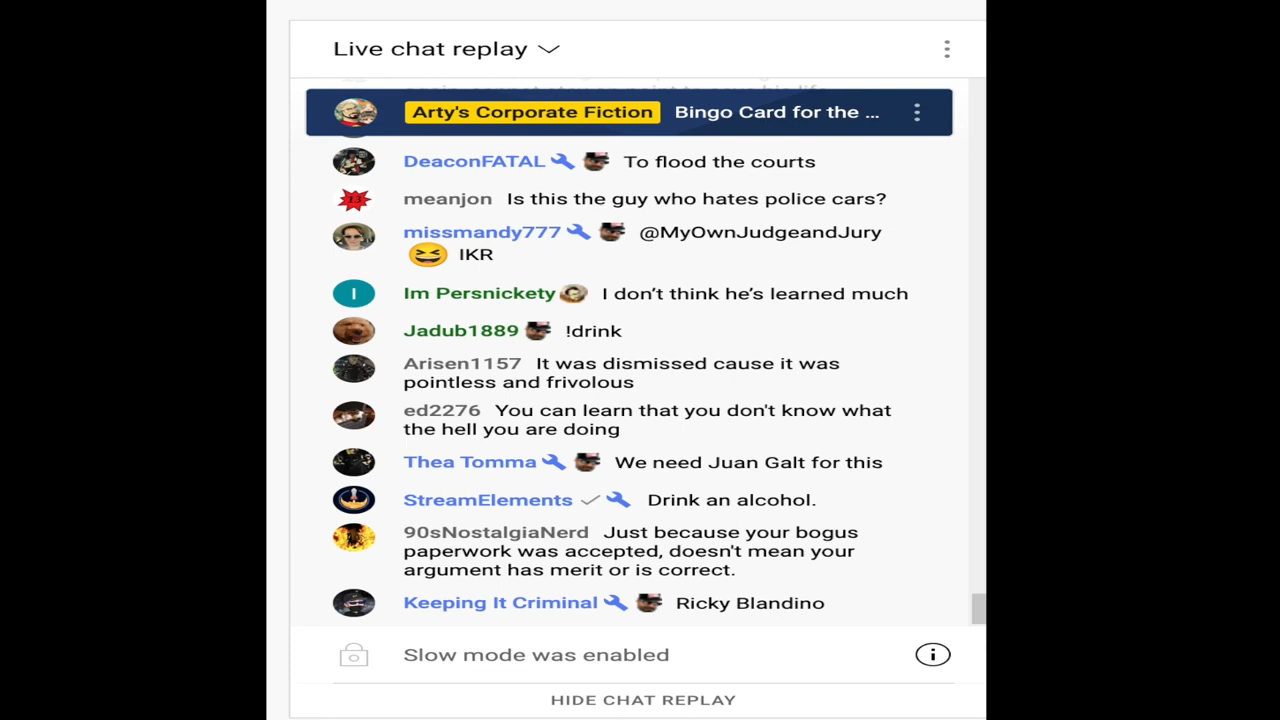 Live chat replay
Arty's Corporate Fiction Bingo Card for the ...
DeaconFATAL To flood the courts
13
meanjon Is this the guy who hates police cars?
missmandy777 @MyOwnJudgeandJury
IKR
I
Im Persnickety I don’t think he’s learned much
Jadub1889 !drink
Arisen1157 It was dismissed cause it was
pointless and frivolous
ed2276 You can learn that you don't know what
the hell you are doing
Thea Tomma We need Juan Galt for this
StreamElements Drink an alcohol.
90sNostalgiaNerd Just because your bogus
paperwork was accepted, doesn't mean your
argument has merit or is correct.
Keeping It Criminal Ricky Blandino
Slow mode was enabled
HIDE CHAT REPLAY